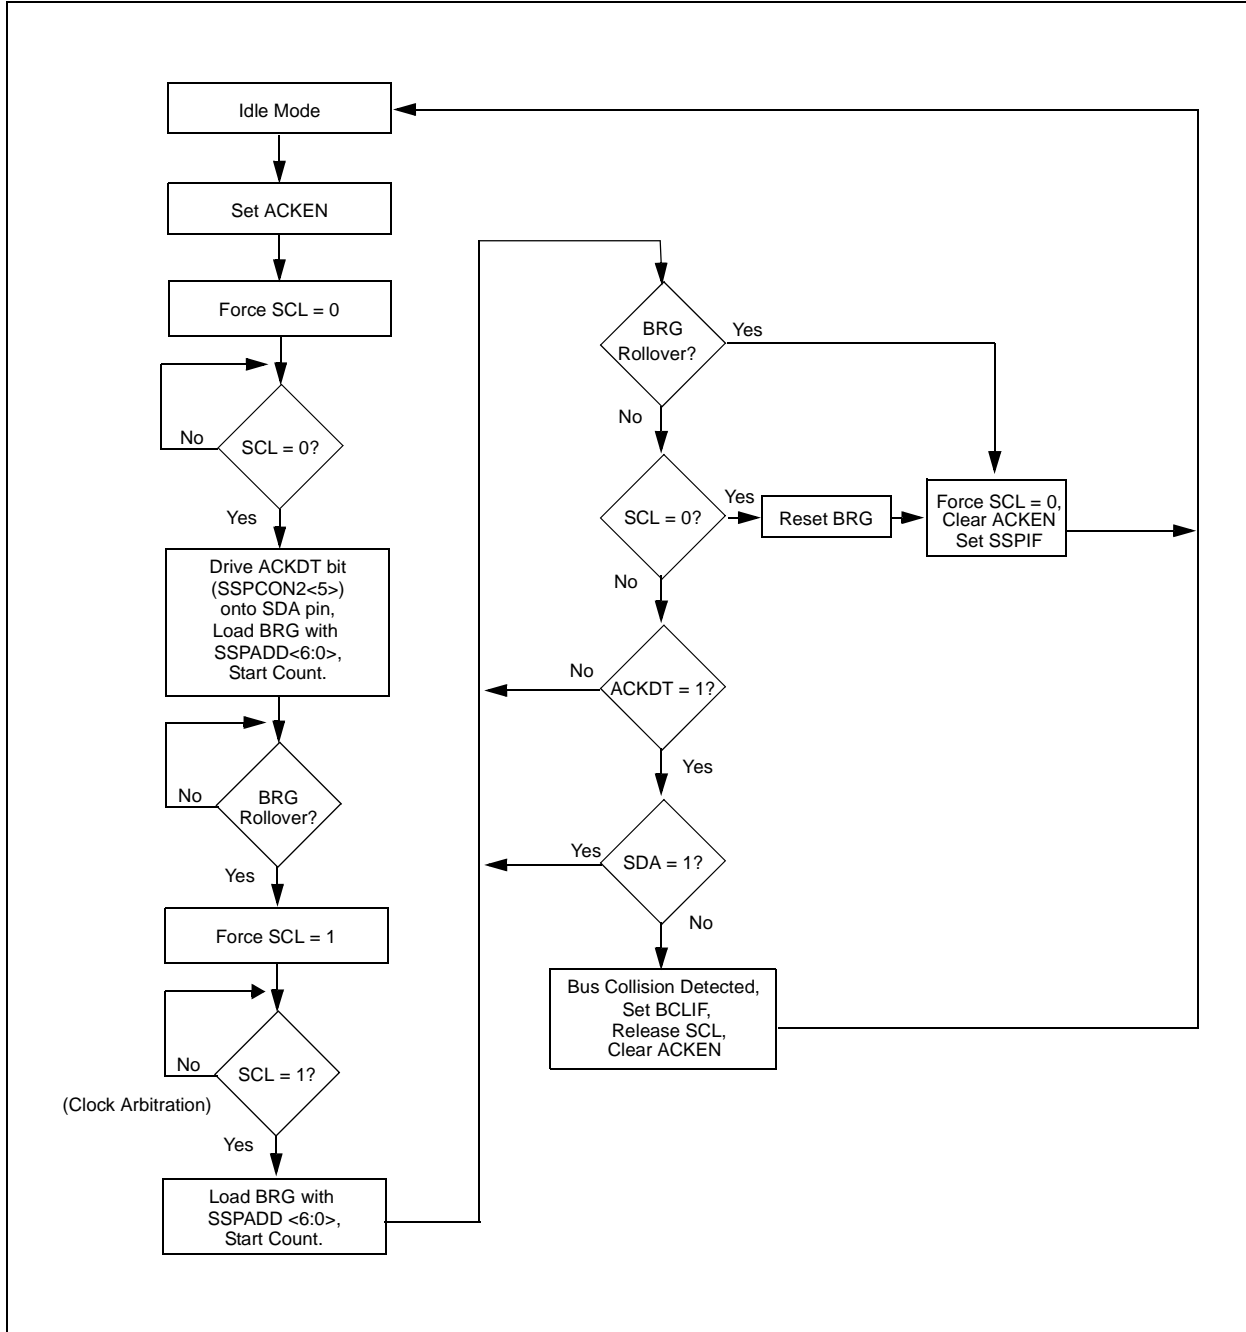 Idle Mode
Set ACKEN
Force SCL = 0
No
SCL = 0?
Yes
Drive ACKDT bit
(SSPCON2<5>)
onto SDA pin,
Load BRG with
SSPADD<6:0>,
Start Count.
No
BRG
Rollover?
Yes
Force SCL = 1
No
SCL = 1?
(Clock Arbitration)
Yes
Load BRG with
SSPADD <6:0>,
Start Count.
BRG
Rollover?
Yes
No
SCL = 0?
Yes
Reset BRG
Force SCL = 0,
Clear ACKEN
Set SSPIF
No
ACKDT = 1?
No
Yes
SDA = 1?
Yes
No
Bus Collision Detected,
Set BCLIF,
Release SCL,
Clear ACKEN